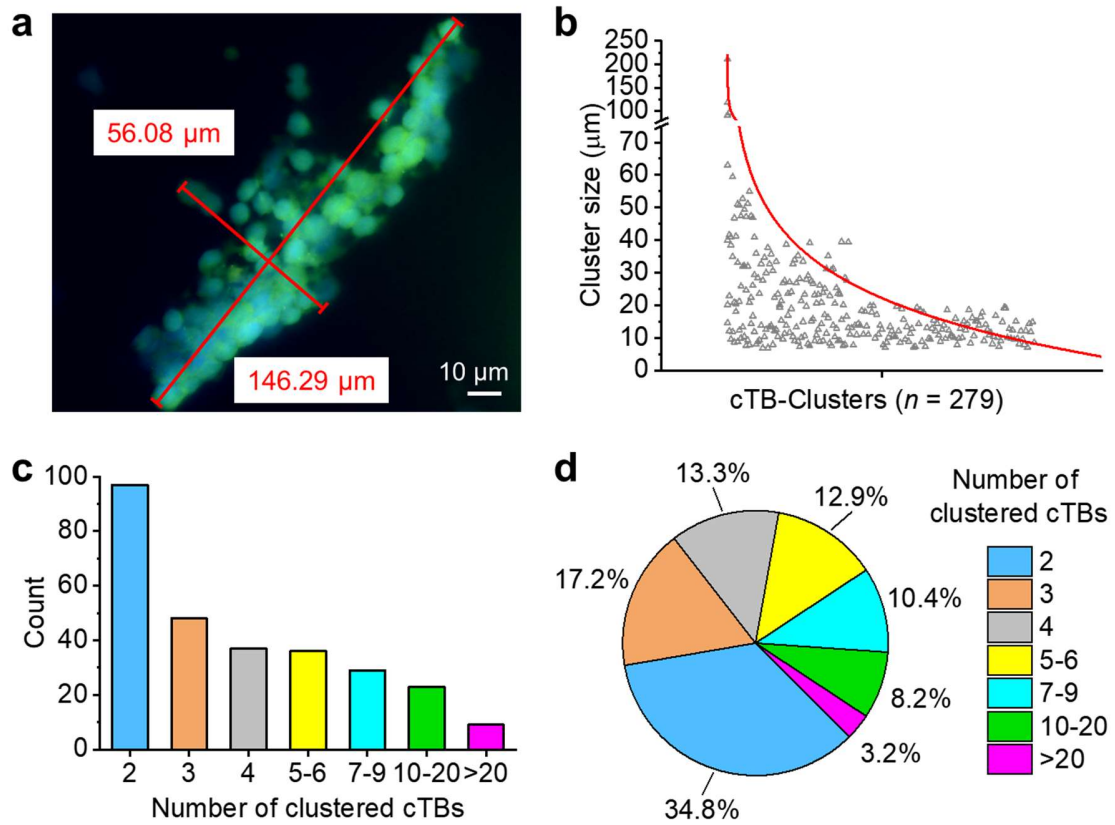 a
56.08 µm
146.29 µm
10 µm
b
Cluster size (µm)
250
200
150
100
70
60
50
40
30
20
10
0
cTB-Clusters (n = 279)
c
Count
100
80
60
40
20
0
2 3 4 5-6 7-9 10-20 >20
Number of clustered cTBs
d
13.3%
12.9%
17.2%
10.4%
8.2%
3.2%
34.8%
Number of
clustered cTBs
2
3
4
5-6
7-9
10-20
>20